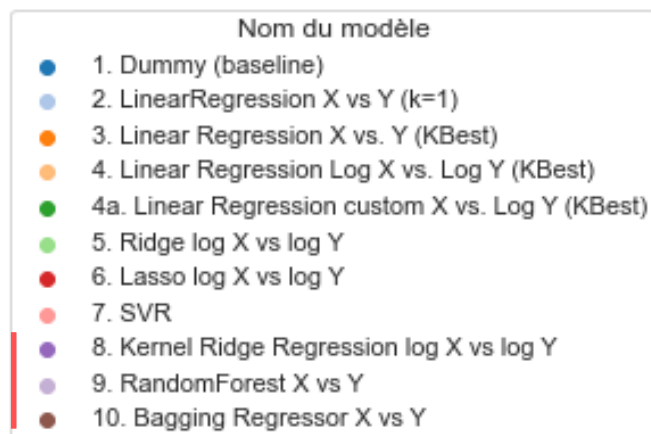 Nom du modèle
1. Dummy (baseline)
2. LinearRegression X vs Y (k=1)
3. Linear Regression X vs. Y (KBest)
4. Linear Regression Log X vs. Log Y (KBest)
4a. Linear Regression custom X vs. Log Y (KBest)
5. Ridge log X vs log Y
6. Lasso log X vs log Y
7. SVR
8. Kernel Ridge Regression log X vs log Y
9. RandomForest X vs Y
10. Bagging Regressor X vs Y